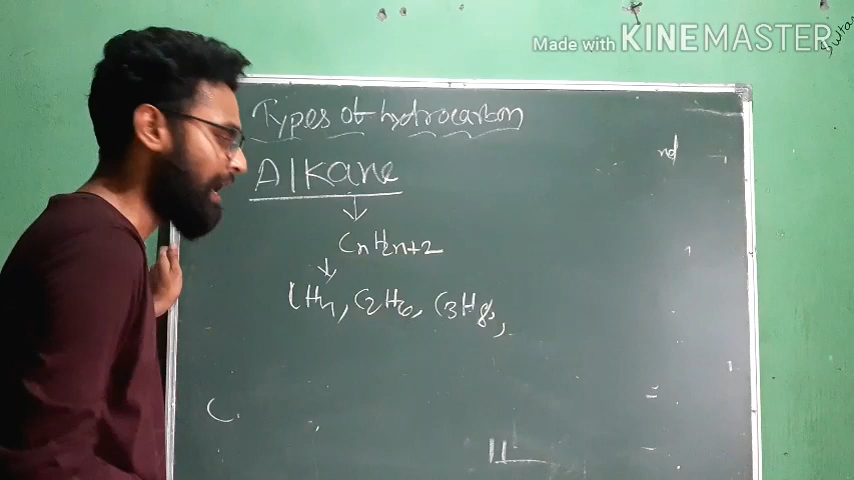 Made with KINEMASTER
Types of hydrocarbon
Alkane
CnH2n+2
CH4, C2H6, C3H8,
C